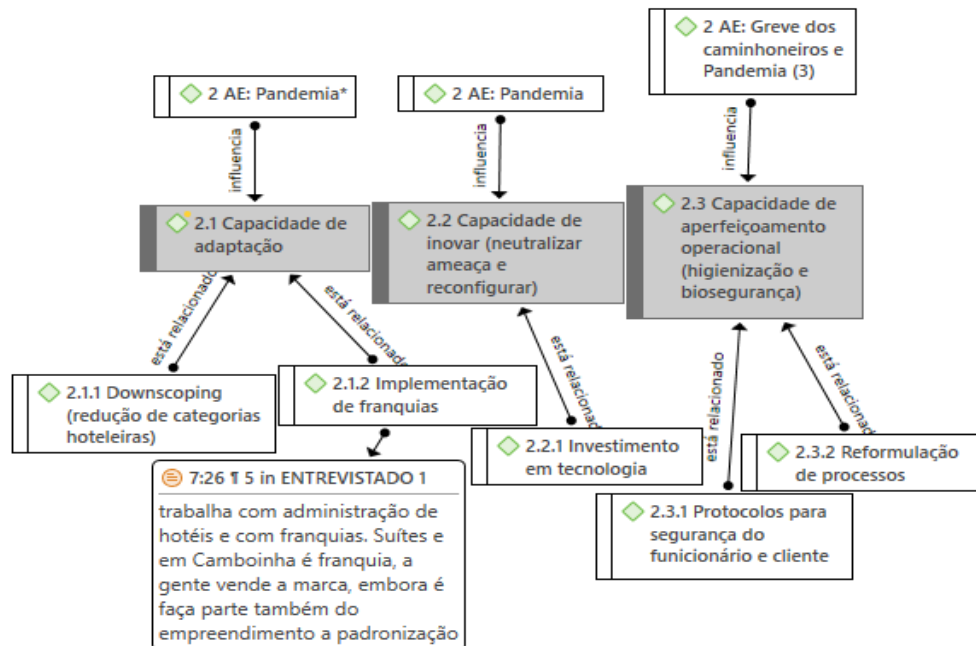 2 AE: Greve dos
caminhoneiros e
Pandemia (3)
2 AE: Pandemia*
2 AE: Pandemia
influencia
influencia
influencia
2.1 Capacidade de
adaptação
2.2 Capacidade de
inovar (neutralizar
ameaça e
reconfigurar)
2.3 Capacidade de
aperfeiçoamento
operacional
(higienização e
biosegurança)
está relacionado
está relacionado
está relacionado
está relacionado
está relacionado
2.1.1 Downscoping
(redução de categorias
hoteleiras)
2.1.2 Implementação
de franquias
2.2.1 Investimento
em tecnologia
2.3.2 Reformulação
de processos
2.3.1 Protocolos para
segurança do
funicionário e cliente
7:26 ¶ 5 in ENTREVISTADO 1
trabalha com administração de
hotéis e com franquias. Suítes e
em Camboinha é franquia, a
gente vende a marca, embora é
faça parte também do
empreendimento a padronização